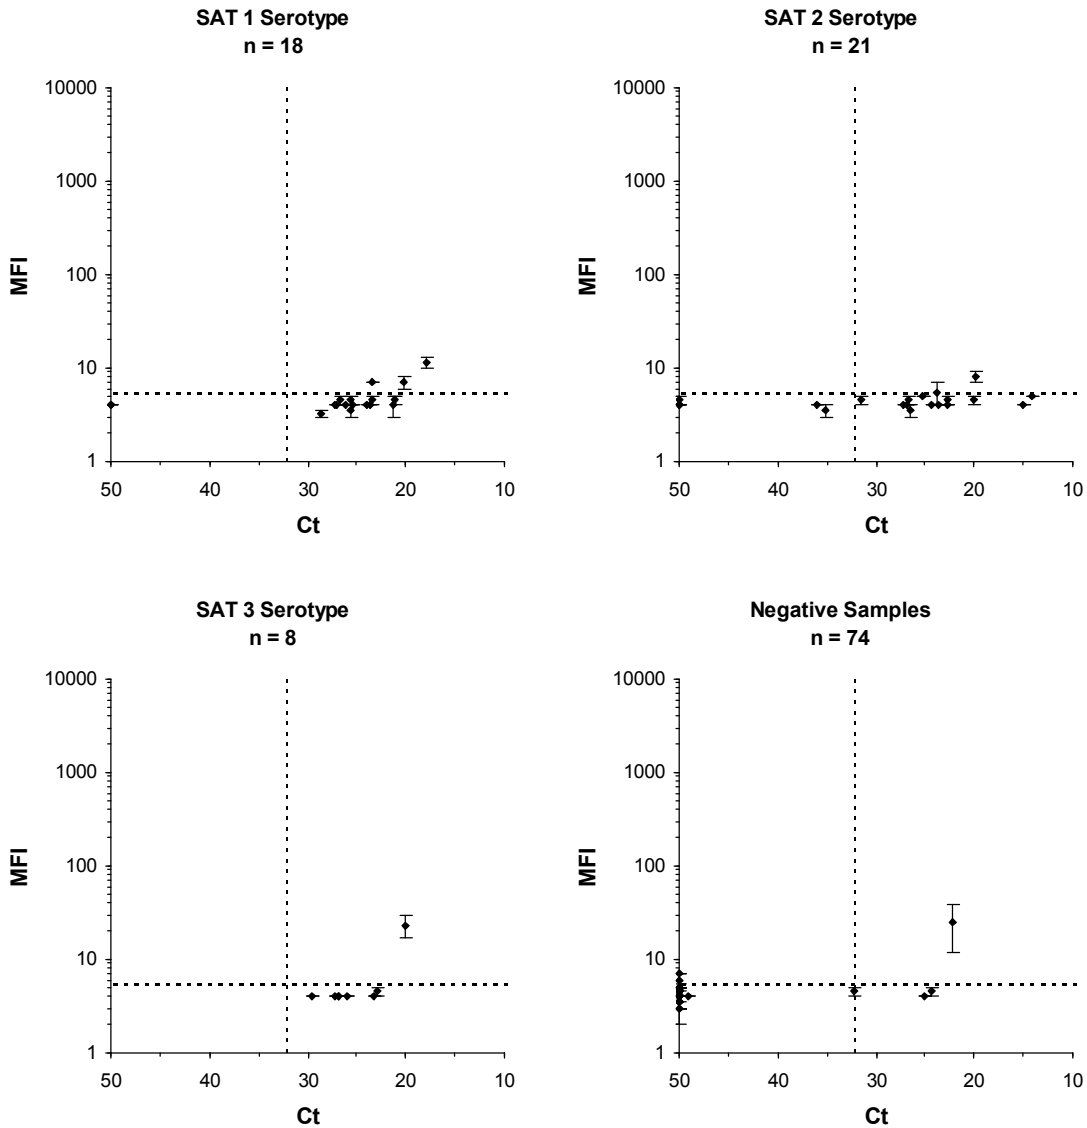 SAT 1 Serotype
n = 18
10000
1000
100
10
1
MFI
50 40 30 20 10
Ct
SAT 2 Serotype
n = 21
10000
1000
100
10
1
MFI
50 40 30 20 10
Ct
SAT 3 Serotype
n = 8
10000
1000
100
10
1
MFI
50 40 30 20 10
Ct
Negative Samples
n = 74
10000
1000
100
10
1
MFI
50 40 30 20 10
Ct